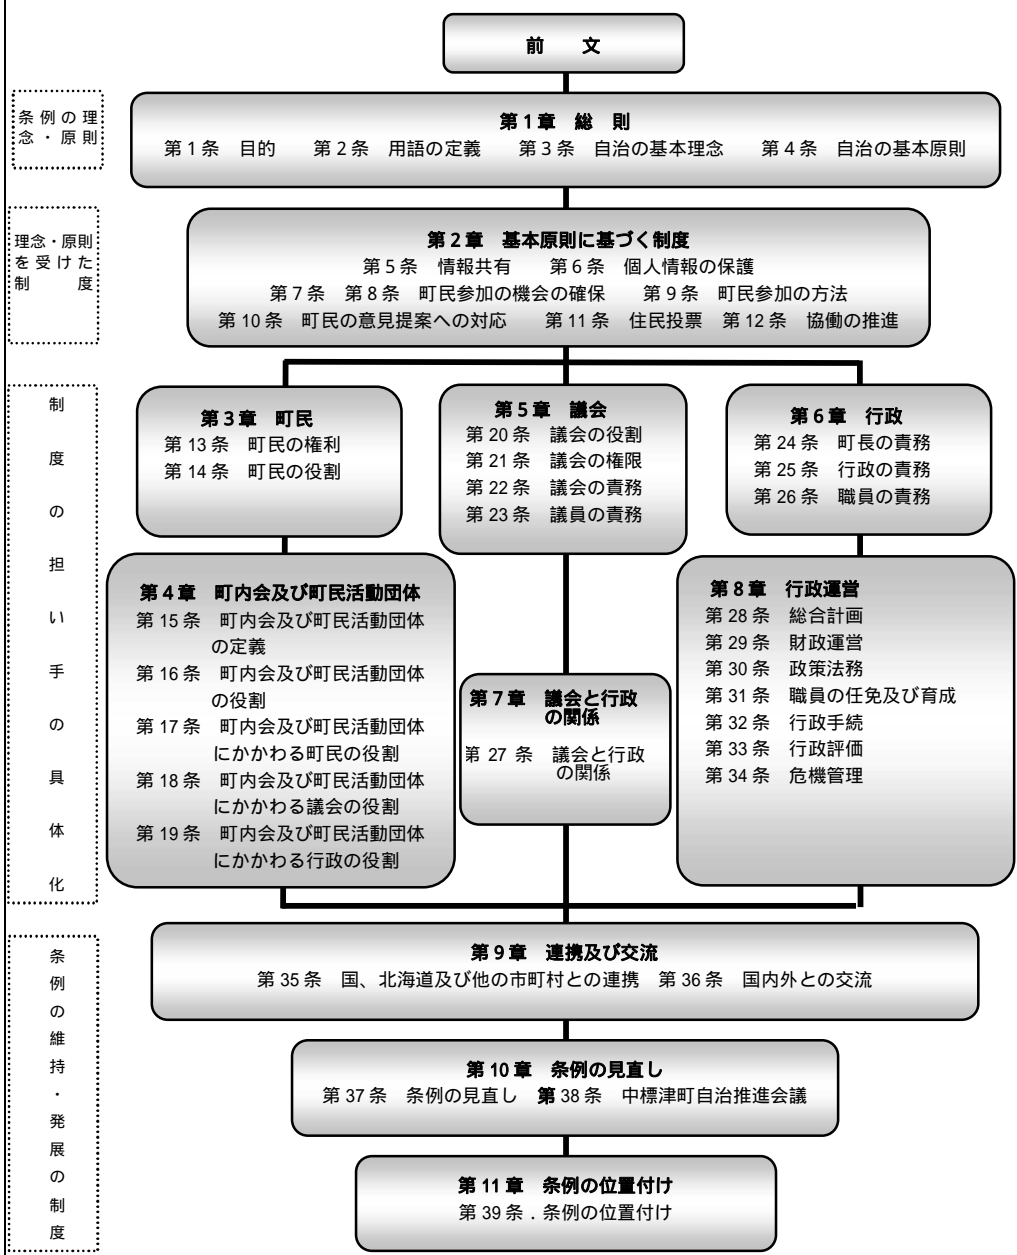 前　文
条例の理
念・原則
第1章　総　則
第1条　目的　　第2条　用語の定義　　第3条　自治の基本理念　　第4条　自治の基本原則
理念・原則
を受けた
制　　度
第2章　基本原則に基づく制度
第5条　情報共有　　第6条　個人情報の保護
第7条　第8条　町民参加の機会の確保　　第9条　町民参加の方法
第10条　町民の意見提案への対応　　第11条　住民投票　第12条　協働の推進
制度の担い手の具体化
第3章　町民
第13条　町民の権利
第14条　町民の役割
第5章　議会
第20条　議会の役割
第21条　議会の権限
第22条　議会の責務
第23条　議員の責務
第6章　行政
第24条　町長の責務
第25条　行政の責務
第26条　職員の責務
第4章　町内会及び町民活動団体
第15条　町内会及び町民活動団体
の定義
第16条　町内会及び町民活動団体
の役割
第17条　町内会及び町民活動団体
にかかわる町民の役割
第18条　町内会及び町民活動団体
にかかわる議会の役割
第19条　町内会及び町民活動団体
にかかわる行政の役割
第7章　議会と行政
の関係
第27条　議会と行政
の関係
第8章　行政運営
第28条　総合計画
第29条　財政運営
第30条　政策法務
第31条　職員の任免及び育成
第32条　行政手続
第33条　行政評価
第34条　危機管理
条例の維持・発展の制度
第9章　連携及び交流
第35条　国、北海道及び他の市町村との連携　第36条　国内外との交流
第10章　条例の見直し
第37条　条例の見直し　第38条　中標津町自治推進会議
第11章　条例の位置付け
第39条．条例の位置付け